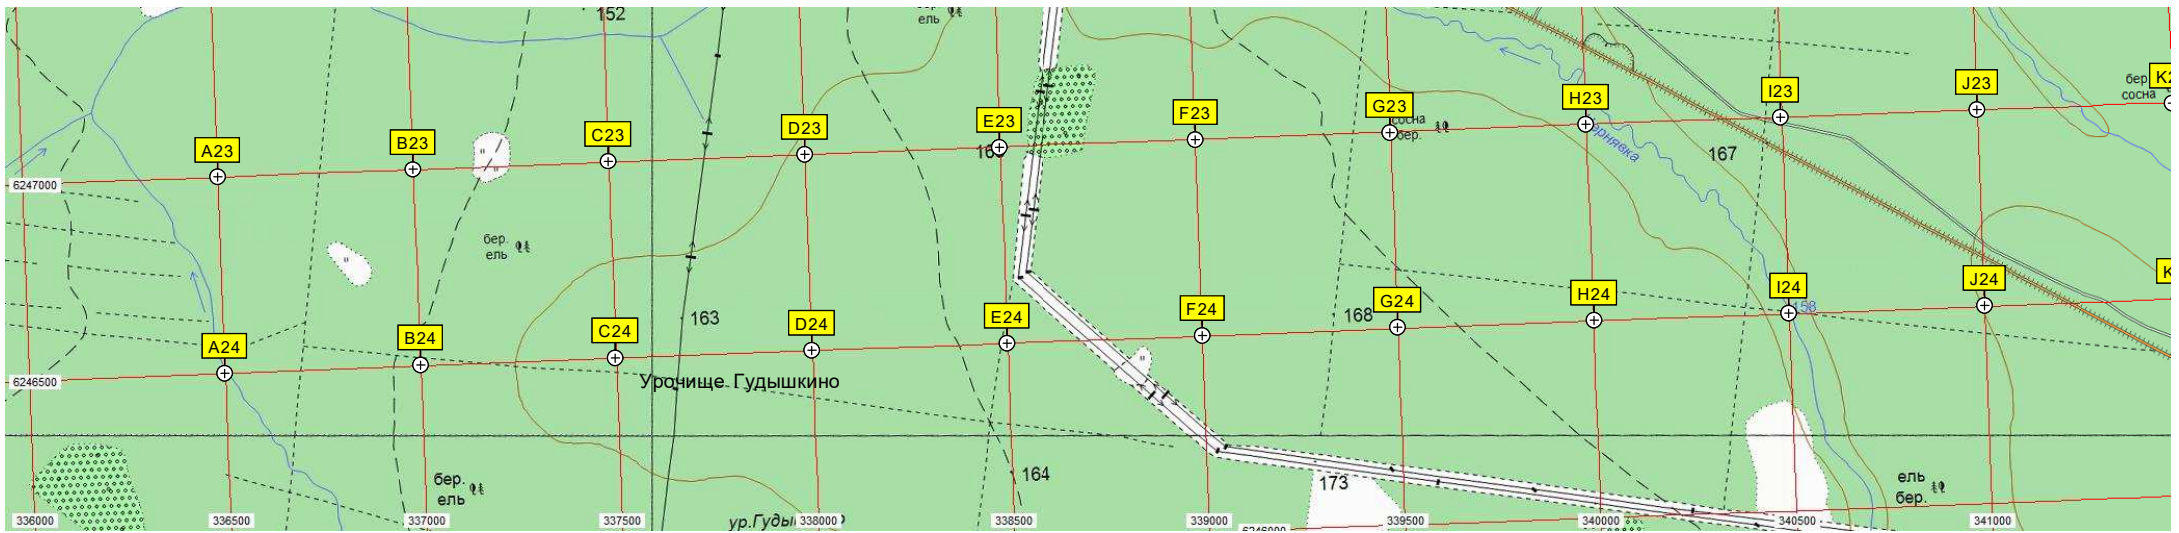 152
ель
J23
I23
бер.
сосна
H23
G23
сосна
бер.
F23
E23
D23
C23
B23
A23
167
6247000
бер.
ель
J24
I24
158
H24
G24
168
F24
E24
D24
163
C24
B24
A24
6246500
Урочище Гудышкино
164
173
бер.
ель
ель
бер.
336000
336500
337000
337500
338000
338500
339000
339500
340000
340500
341000